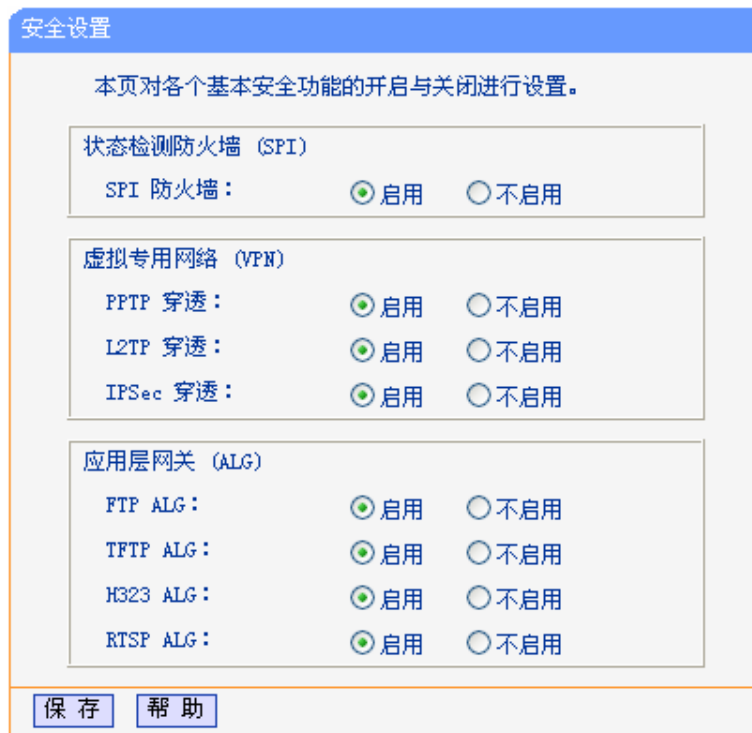 安全设置
本页对各个基本安全功能的开启与关闭进行设置。
状态检测防火墙 (SPI)
SPI 防火墙： 启用 不启用
虚拟专用网络 (VPN)
PPTP 穿透： 启用 不启用
L2TP 穿透： 启用 不启用
IPSec 穿透： 启用 不启用
应用层网关 (ALG)
FTP ALG： 启用 不启用
TFTP ALG： 启用 不启用
H323 ALG： 启用 不启用
RTSP ALG： 启用 不启用
保 存 帮 助